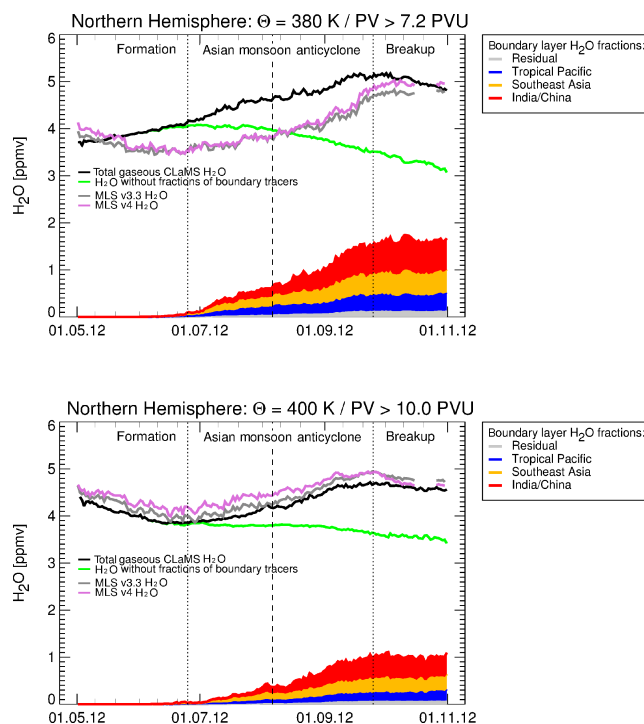 Northern Hemisphere: Θ = 380 K / PV > 7.2 PVU
6
5
4
3
2
1
0
H₂O [ppmv]
Formation
Asian monsoon anticyclone
Breakup
Total gaseous CLaMS H₂O
H₂O without fractions of boundary tracers
MLS v3.3 H₂O
MLS v4 H₂O
01.05.12
01.07.12
01.09.12
01.11.12
Boundary layer H₂O fractions:
Residual
Tropical Pacific
Southeast Asia
India/China
Northern Hemisphere: Θ = 400 K / PV > 10.0 PVU
6
5
4
3
2
1
0
H₂O [ppmv]
Formation
Asian monsoon anticyclone
Breakup
Total gaseous CLaMS H₂O
H₂O without fractions of boundary tracers
MLS v3.3 H₂O
MLS v4 H₂O
01.05.12
01.07.12
01.09.12
01.11.12
Boundary layer H₂O fractions:
Residual
Tropical Pacific
Southeast Asia
India/China